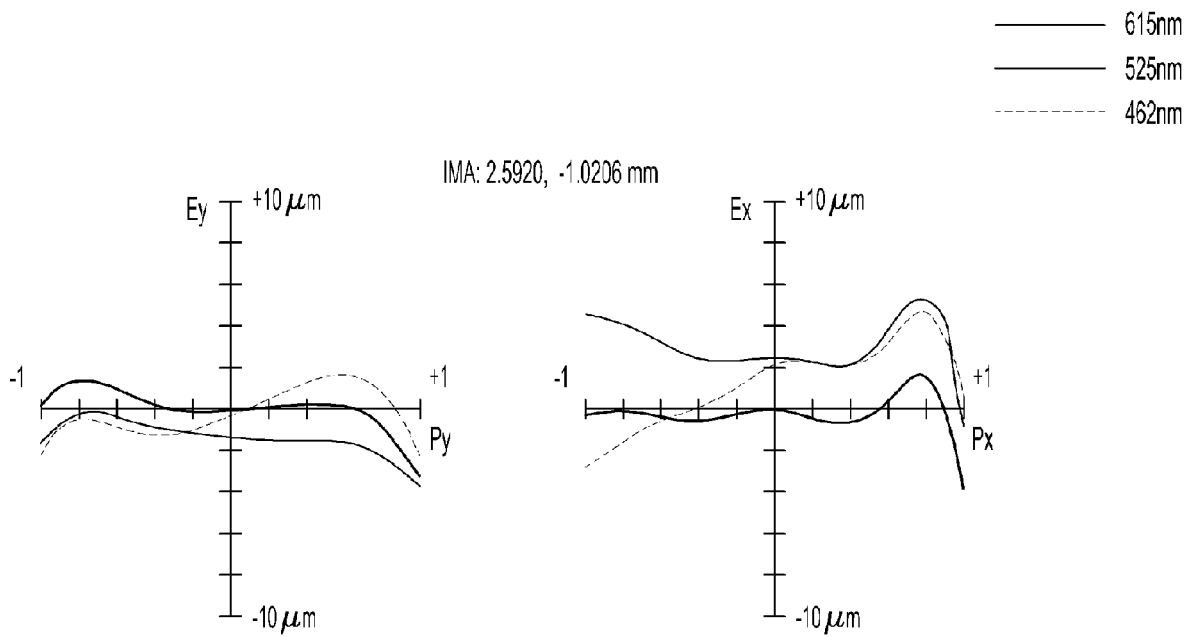 615nm
525nm
462nm
IMA: 2.5920, -1.0206 mm
Ey +10 μm
Ex +10 μm
-1 +1
-1 +1
Py
Px
-10 μm
-10 μm